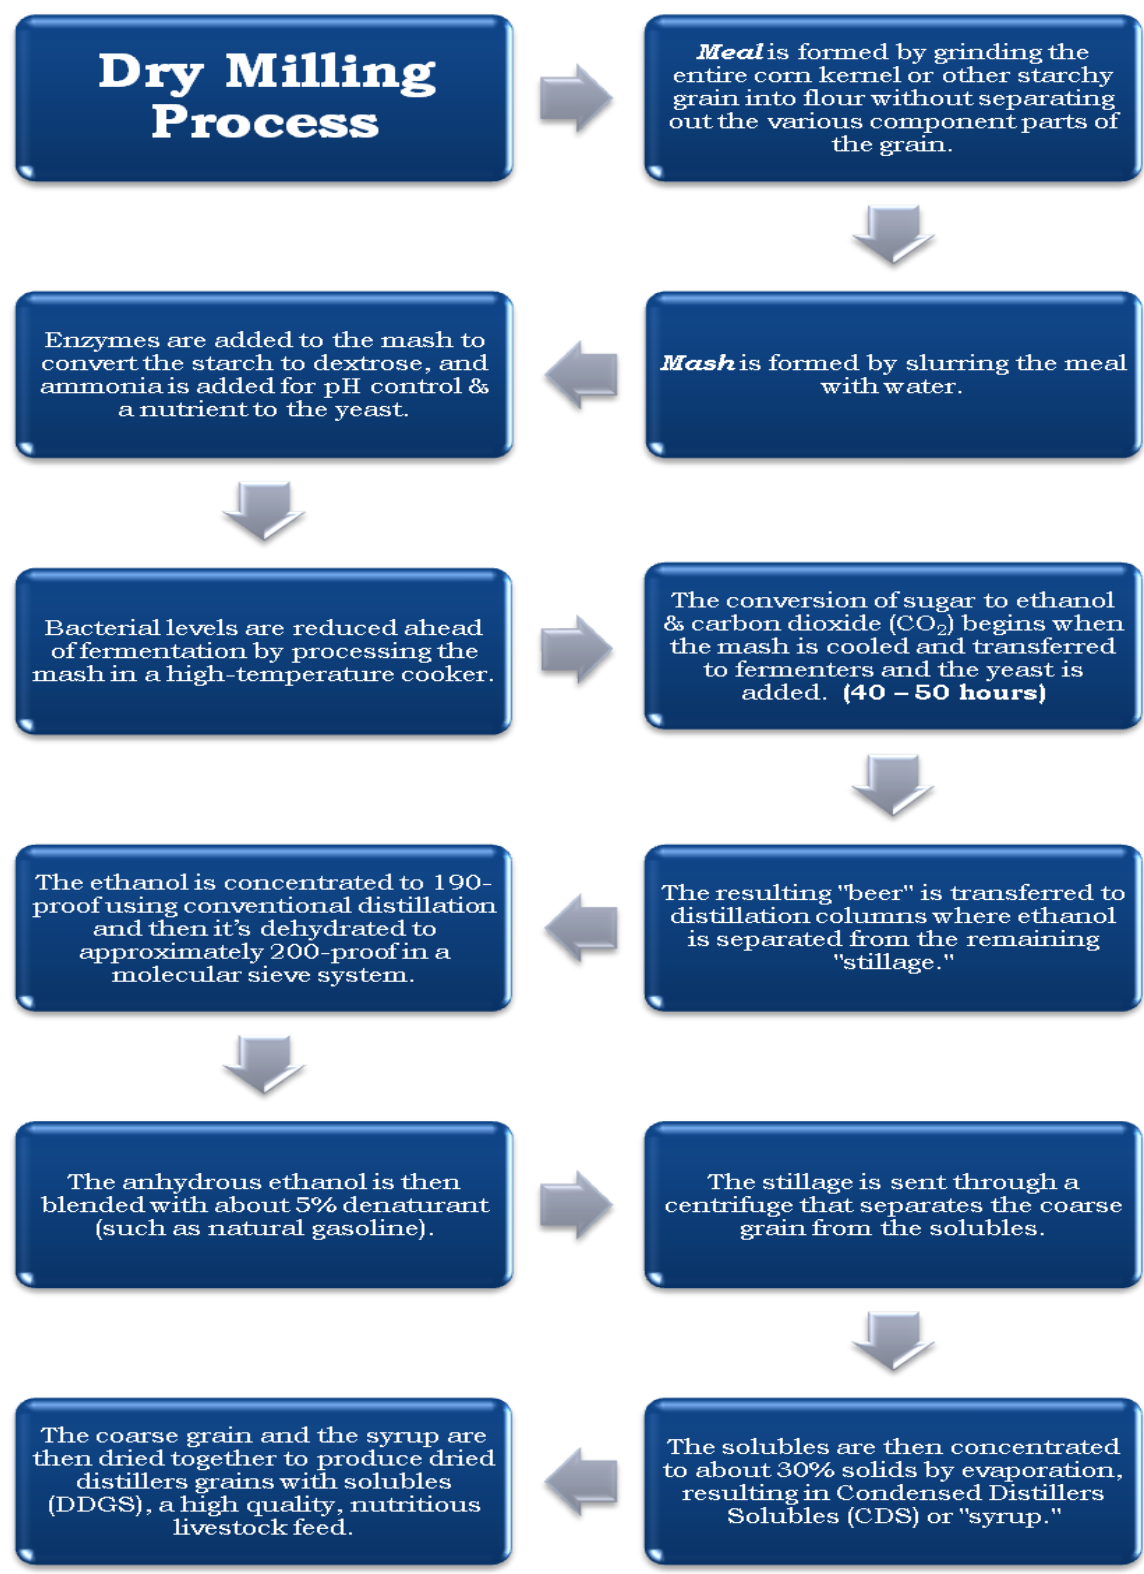 Dry Milling
Process
Meal is formed by grinding the
entire corn kernel or other starchy
grain into flour without separating
out the various component parts of
the grain.
Mash is formed by slurring the meal
with water.
Enzymes are added to the mash to
convert the starch to dextrose, and
ammonia is added for pH control &
a nutrient to the yeast.
Bacterial levels are reduced ahead
of fermentation by processing the
mash in a high-temperature cooker.
The conversion of sugar to ethanol
& carbon dioxide (CO₂) begins when
the mash is cooled and transferred
to fermenters and the yeast is
added. (40 – 50 hours)
The resulting "beer" is transferred to
distillation columns where ethanol
is separated from the remaining
"stillage."
The ethanol is concentrated to 190-
proof using conventional distillation
and then it's dehydrated to
approximately 200-proof in a
molecular sieve system.
The anhydrous ethanol is then
blended with about 5% denaturant
(such as natural gasoline).
The stillage is sent through a
centrifuge that separates the coarse
grain from the solubles.
The solubles are then concentrated
to about 30% solids by evaporation,
resulting in Condensed Distillers
Solubles (CDS) or "syrup."
The coarse grain and the syrup are
then dried together to produce dried
distillers grains with solubles
(DDGS), a high quality, nutritious
livestock feed.